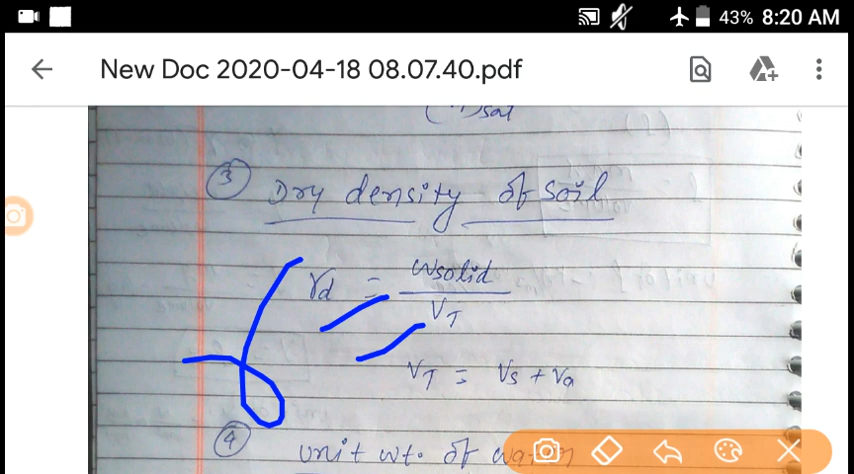 43% 8:20 AM
New Doc 2020-04-18 08.07.40.pdf
③ Dry density of soil
γd = Wsolid / VT
VT = Vs + Va
④ unit wt. of water